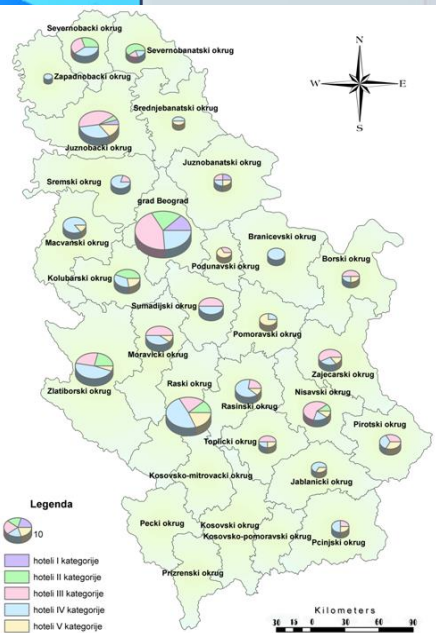 Severnobacki okrug
Severnobanatski okrug
Zapadnobacki okrug
Srednjebanatski okrug
Juznobacki okrug
Juznobanatski okrug
Sremski okrug
grad Beograd
Macvanski okrug
Branicevski okrug
Borski okrug
Podunavski okrug
Kolubarski okrug
Sumadijski okrug
Pomoravski okrug
Moravicki okrug
Zajecarski okrug
Zlatiborski okrug
Raski okrug
Rasinski okrug
Nisavski okrug
Pirotski okrug
Toplicki okrug
Kosovsko-mitrovacki okrug
Jablanicki okrug
Pecki okrug
Kosovski okrug
Kosovsko-pomoravski okrug
Pcinjski okrug
Prizrenski okrug
N
W
E
S
Legenda
10
hoteli I kategorije
hoteli II kategorije
hoteli III kategorije
hoteli IV kategorije
hoteli V kategorije
Kilometers
30 15 0 30 60 90